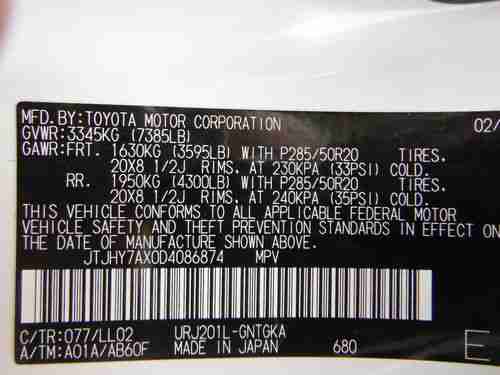 MFD.BY:TOYOTA MOTOR CORPORATION 02/
GVWR:3345KG (7385LB)
GAWR:FRT. 1630KG (3595LB) WITH P285/50R20 TIRES.
20X8 1/2J RIMS. AT 230KPA (33PSI) COLD.
RR. 1950KG (4300LB) WITH P285/50R20 TIRES.
20X8 1/2J RIMS. AT 240KPA (35PSI) COLD.
THIS VEHICLE CONFORMS TO ALL APPLICABLE FEDERAL MOTOR
VEHICLE SAFETY AND THEFT PREVENTION STANDARDS IN EFFECT ON
THE DATE OF MANUFACTURE SHOWN ABOVE.
JTJHY7AX0D4086874 MPV
C/TR:077/LL02 URJ201L-GNTGKA
A/TM:A01A/AB60F MADE IN JAPAN 680 E